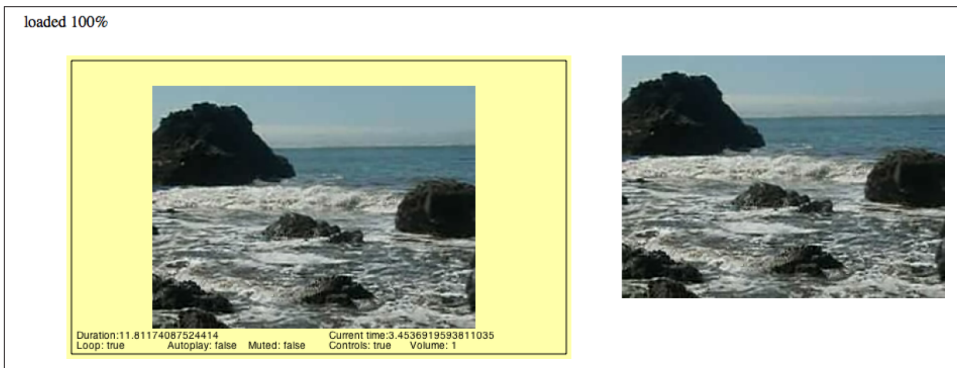 loaded 100%
Duration:11.81174087524414 Current time:3.4536919593811035
Loop: true Autoplay: false Muted: false Controls: true Volume: 1